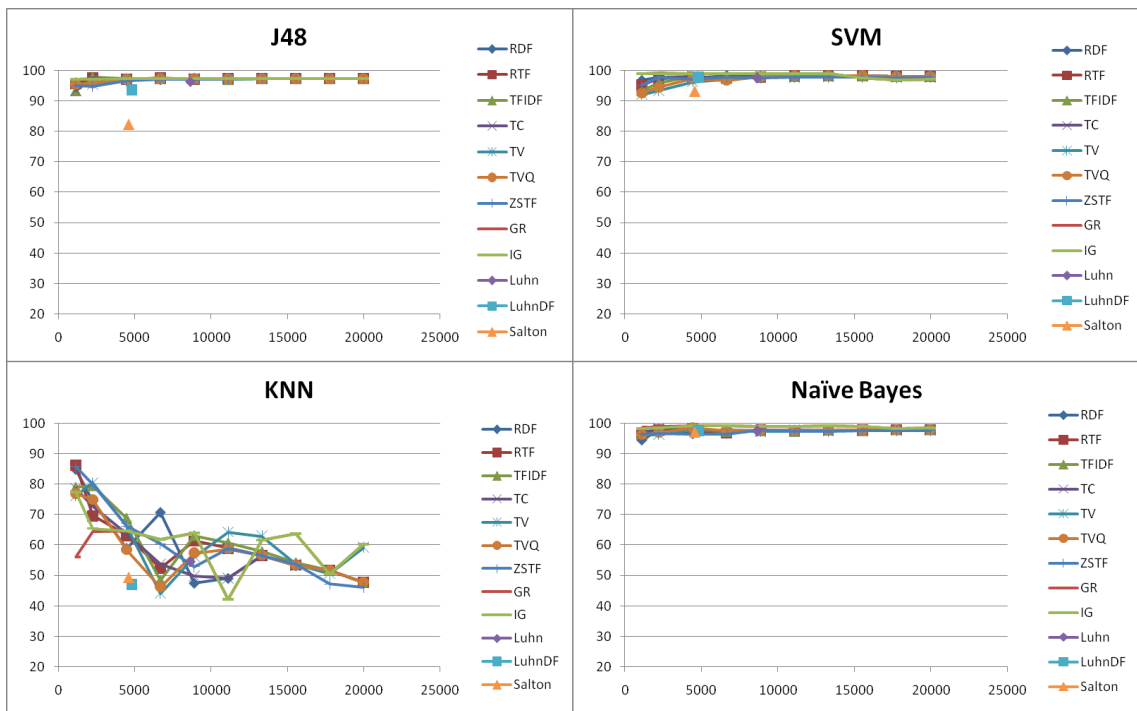 J48
100
90
80
70
60
50
40
30
20
0 5000 10000 15000 20000 25000
RDF
RTF
TFIDF
TC
TV
TVQ
ZSTF
GR
IG
Luhn
LuhnDF
Salton
SVM
100
90
80
70
60
50
40
30
20
0 5000 10000 15000 20000 25000
RDF
RTF
TFIDF
TC
TV
TVQ
ZSTF
GR
IG
Luhn
LuhnDF
Salton
KNN
100
90
80
70
60
50
40
30
20
0 5000 10000 15000 20000 25000
RDF
RTF
TFIDF
TC
TV
TVQ
ZSTF
GR
IG
Luhn
LuhnDF
Salton
Naïve Bayes
100
90
80
70
60
50
40
30
20
0 5000 10000 15000 20000 25000
RDF
RTF
TFIDF
TC
TV
TVQ
ZSTF
GR
IG
Luhn
LuhnDF
Salton